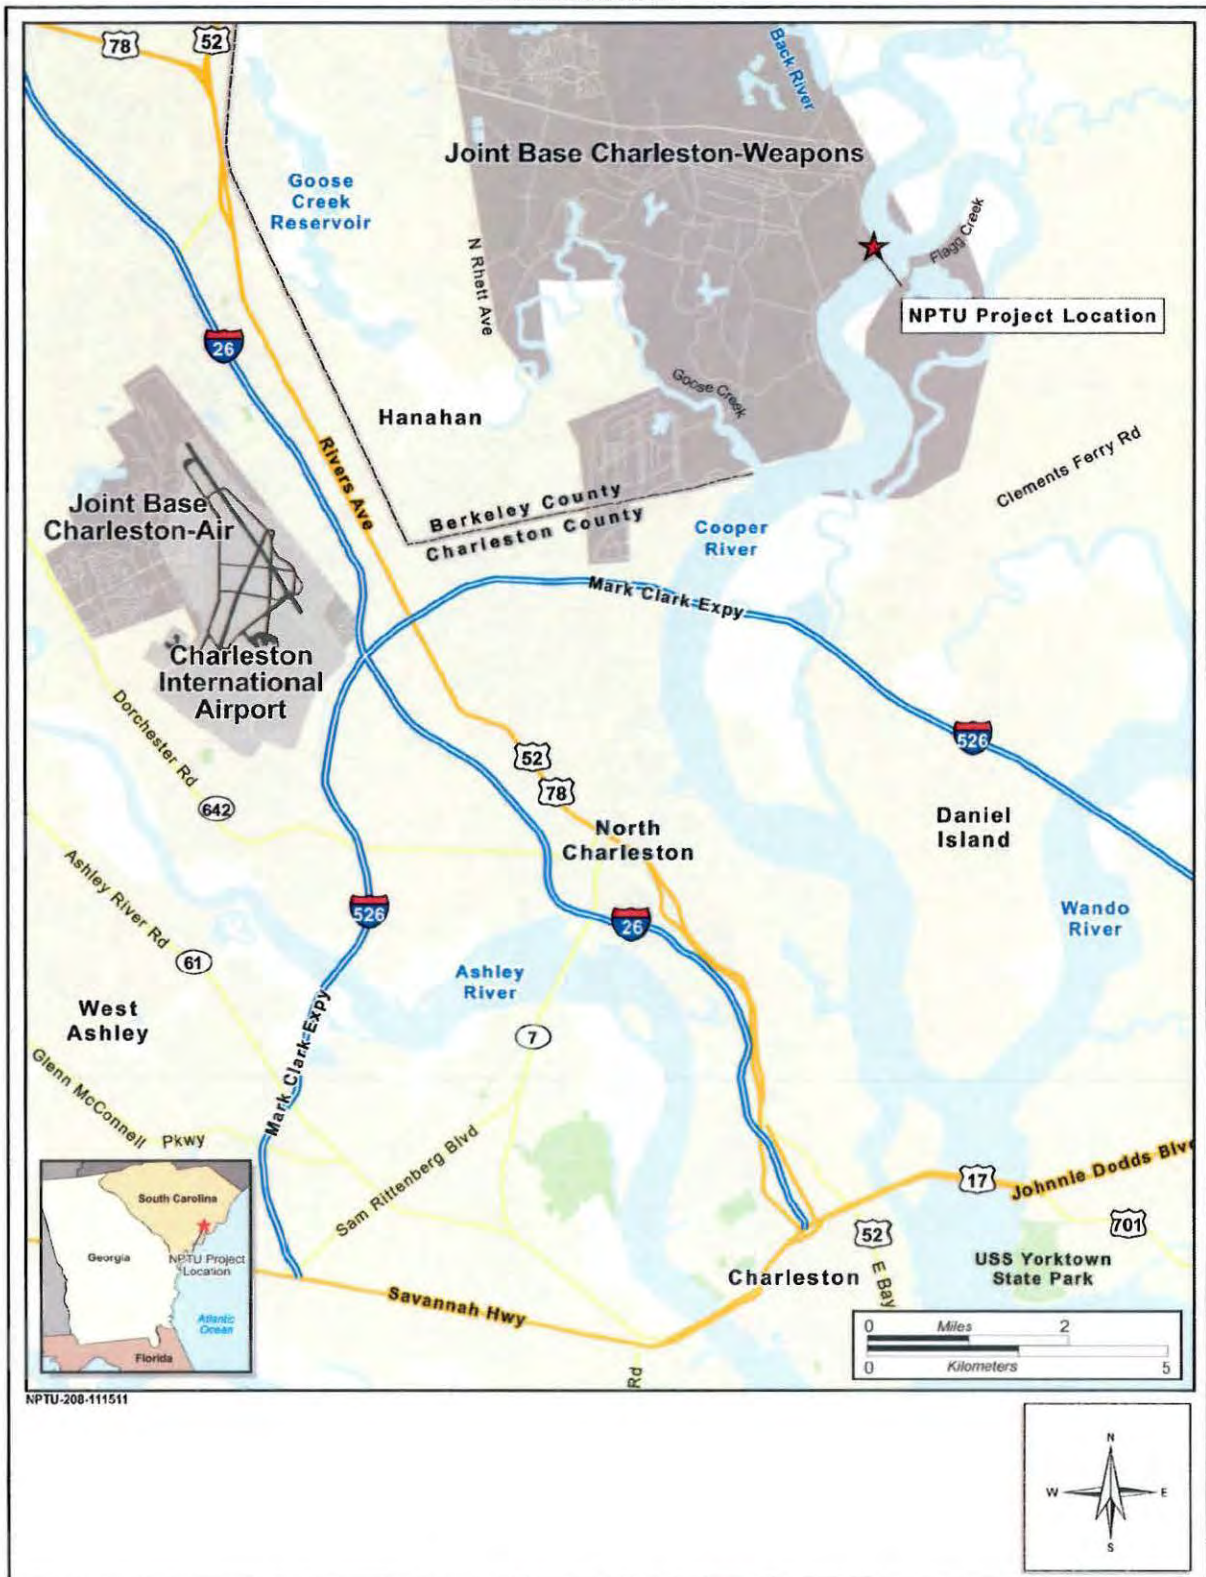 78
52
Back River
Joint Base Charleston-Weapons
Goose
Creek
Reservoir
N Rhett Ave
Flagg Creek
NPTU Project Location
26
Goose Creek
Hanahan
Rivers Ave
Clements Ferry Rd
Joint Base
Charleston-Air
Berkeley County
Charleston County
Cooper
River
Mark Clark Expy
Charleston
International
Airport
Dorchester Rd
526
52
78
642
North
Charleston
Daniel
Island
Ashley River Rd
526
26
Wando
River
61
Ashley
River
West
Ashley
7
Mark Clark Expy
Glenn McConnell Pkwy
Sam Rittenberg Blvd
17
Johnnie Dodds Blvd
701
52
South Carolina
Georgia
NPTU Project
Location
Atlantic
Ocean
Florida
Charleston
E Bay
USS Yorktown
State Park
Savannah Hwy
0 Miles 2
0 Kilometers 5
Rd
NPTU-208-111511
N
W E
S